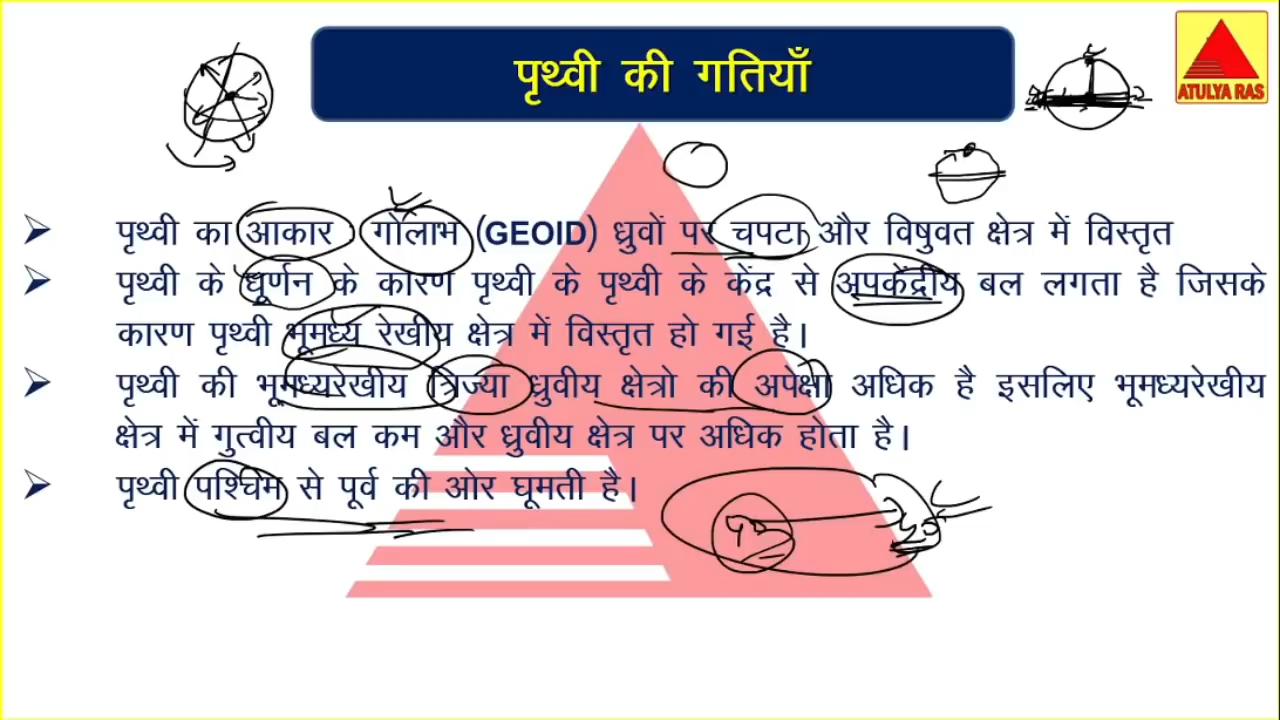 पृथ्वी की गतियाँ
ATULYA RAS
➢ पृथ्वी का आकार गोलाभ (GEOID) ध्रुवों पर चपटा और विषुवत क्षेत्र में विस्तृत
➢ पृथ्वी के घूर्णन के कारण पृथ्वी के पृथ्वी के केंद्र से अपकेंद्रीय बल लगता है जिसके
कारण पृथ्वी भूमध्य रेखीय क्षेत्र में विस्तृत हो गई है।
➢ पृथ्वी की भूमध्यरेखीय त्रिज्या ध्रुवीय क्षेत्रो की अपेक्षा अधिक है इसलिए भूमध्यरेखीय
क्षेत्र में गुत्वीय बल कम और ध्रुवीय क्षेत्र पर अधिक होता है।
➢ पृथ्वी पश्चिम से पूर्व की ओर घूमती है।